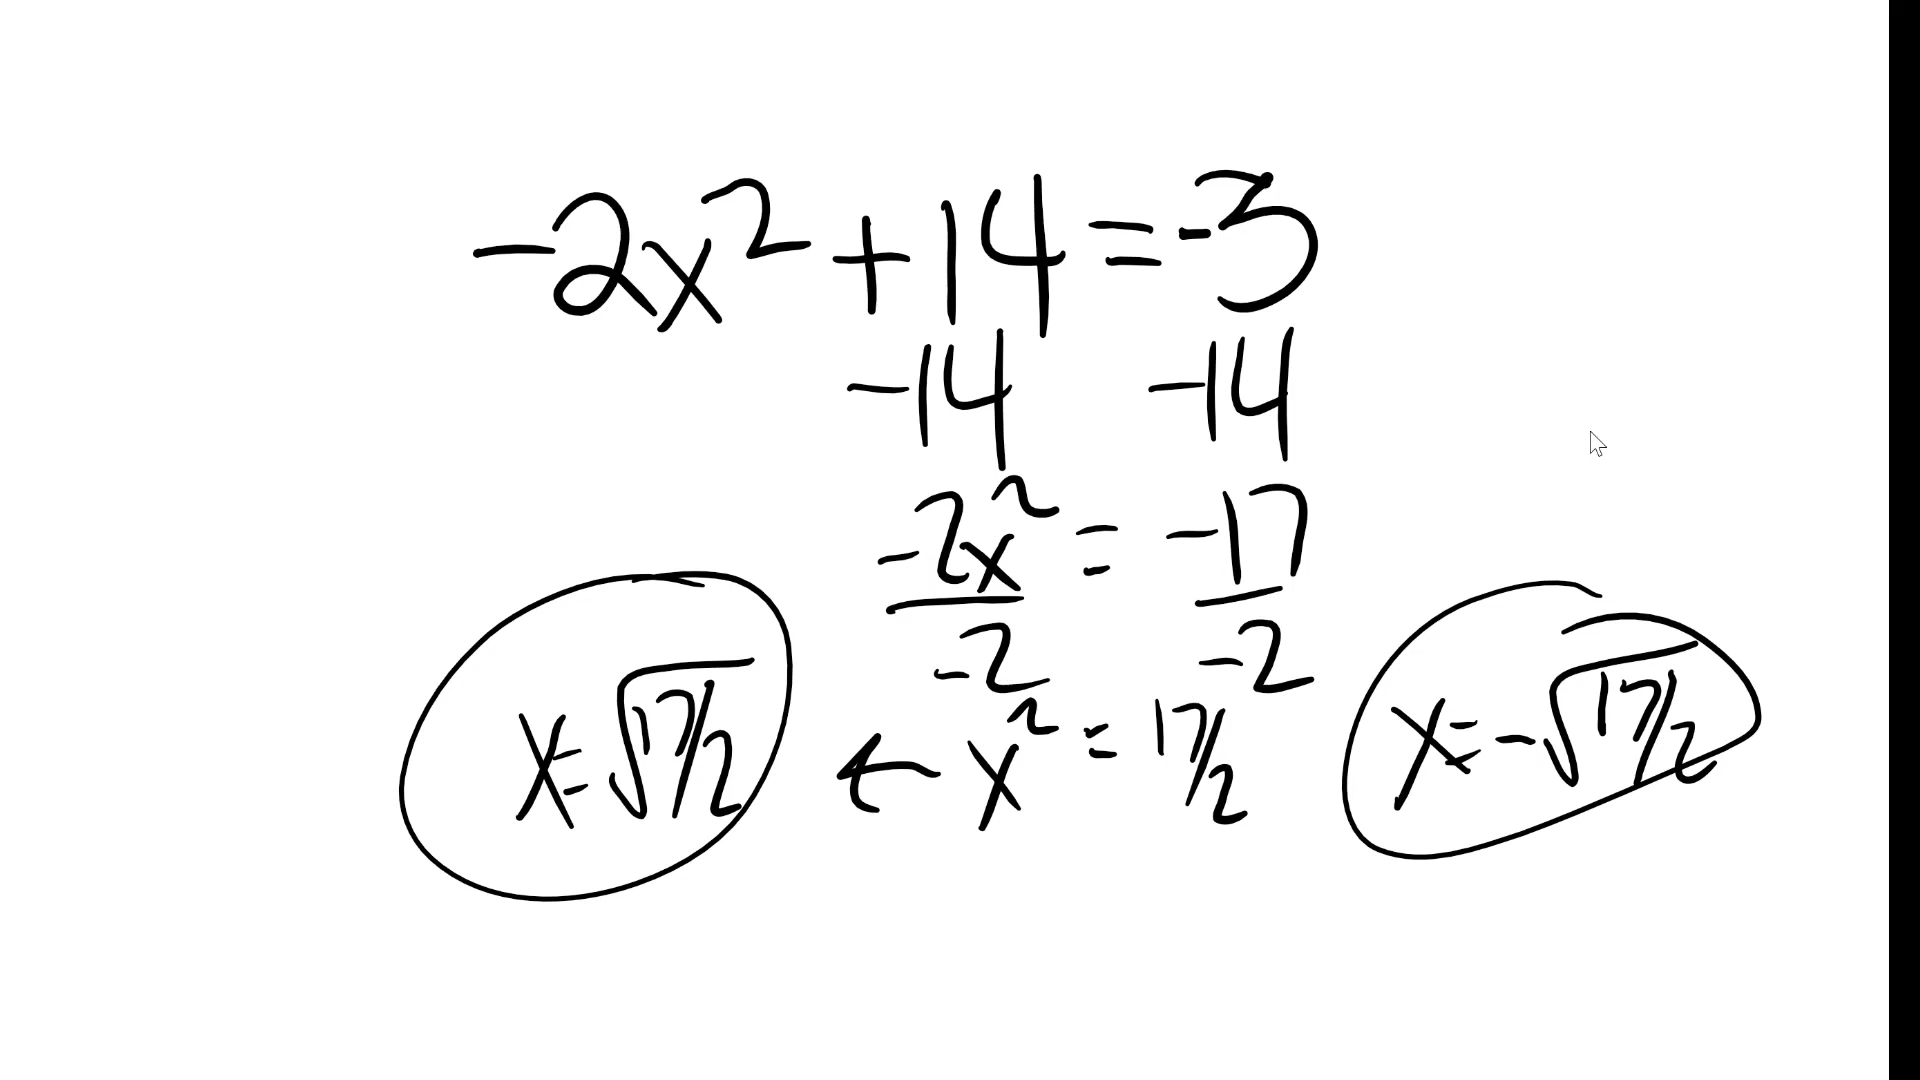 -2x² + 14 = -3
-14 -14
-2x² = -17
-2 -2
x = √17/2 ← x² = 17/2 x = -√17/2